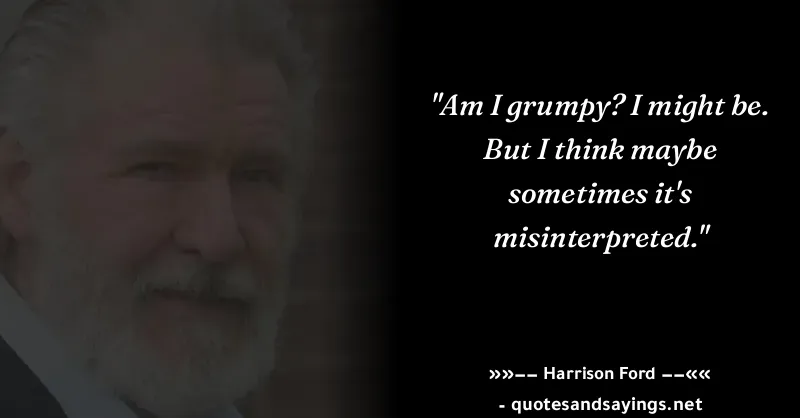 "Am I grumpy? I might be.
But I think maybe
sometimes it's
misinterpreted."
»»–– Harrison Ford ––««
- quotesandsayings.net